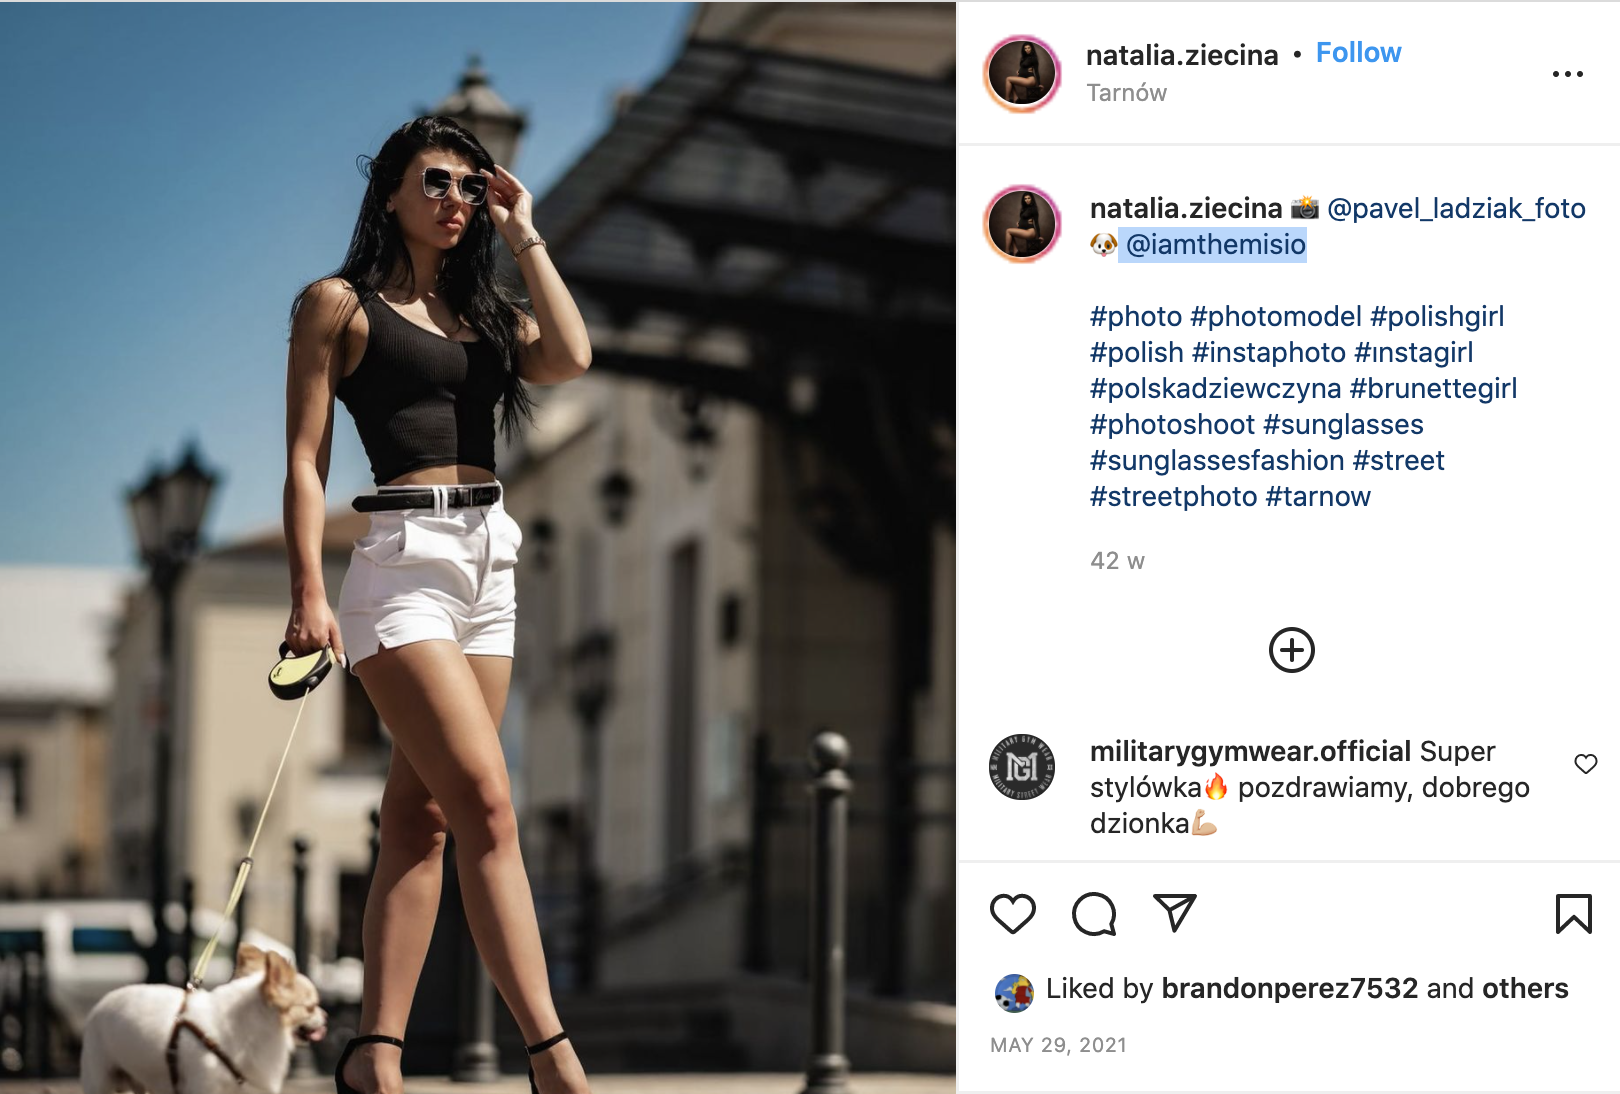 natalia.ziecina • Follow
Tarnów
natalia.ziecina 📸 @pavel_ladziak_foto
🐶 @iamthemisio
#photo #photomodel #polishgirl
#polish #instaphoto #ınstagirl
#polskadziewczyna #brunettegirl
#photoshoot #sunglasses
#sunglassesfashion #street
#streetphoto #tarnow
42 w
militarygymwear.official Super
stylówka🔥 pozdrawiamy, dobrego
dzionka💪🏼
Liked by brandonperez7532 and others
MAY 29, 2021